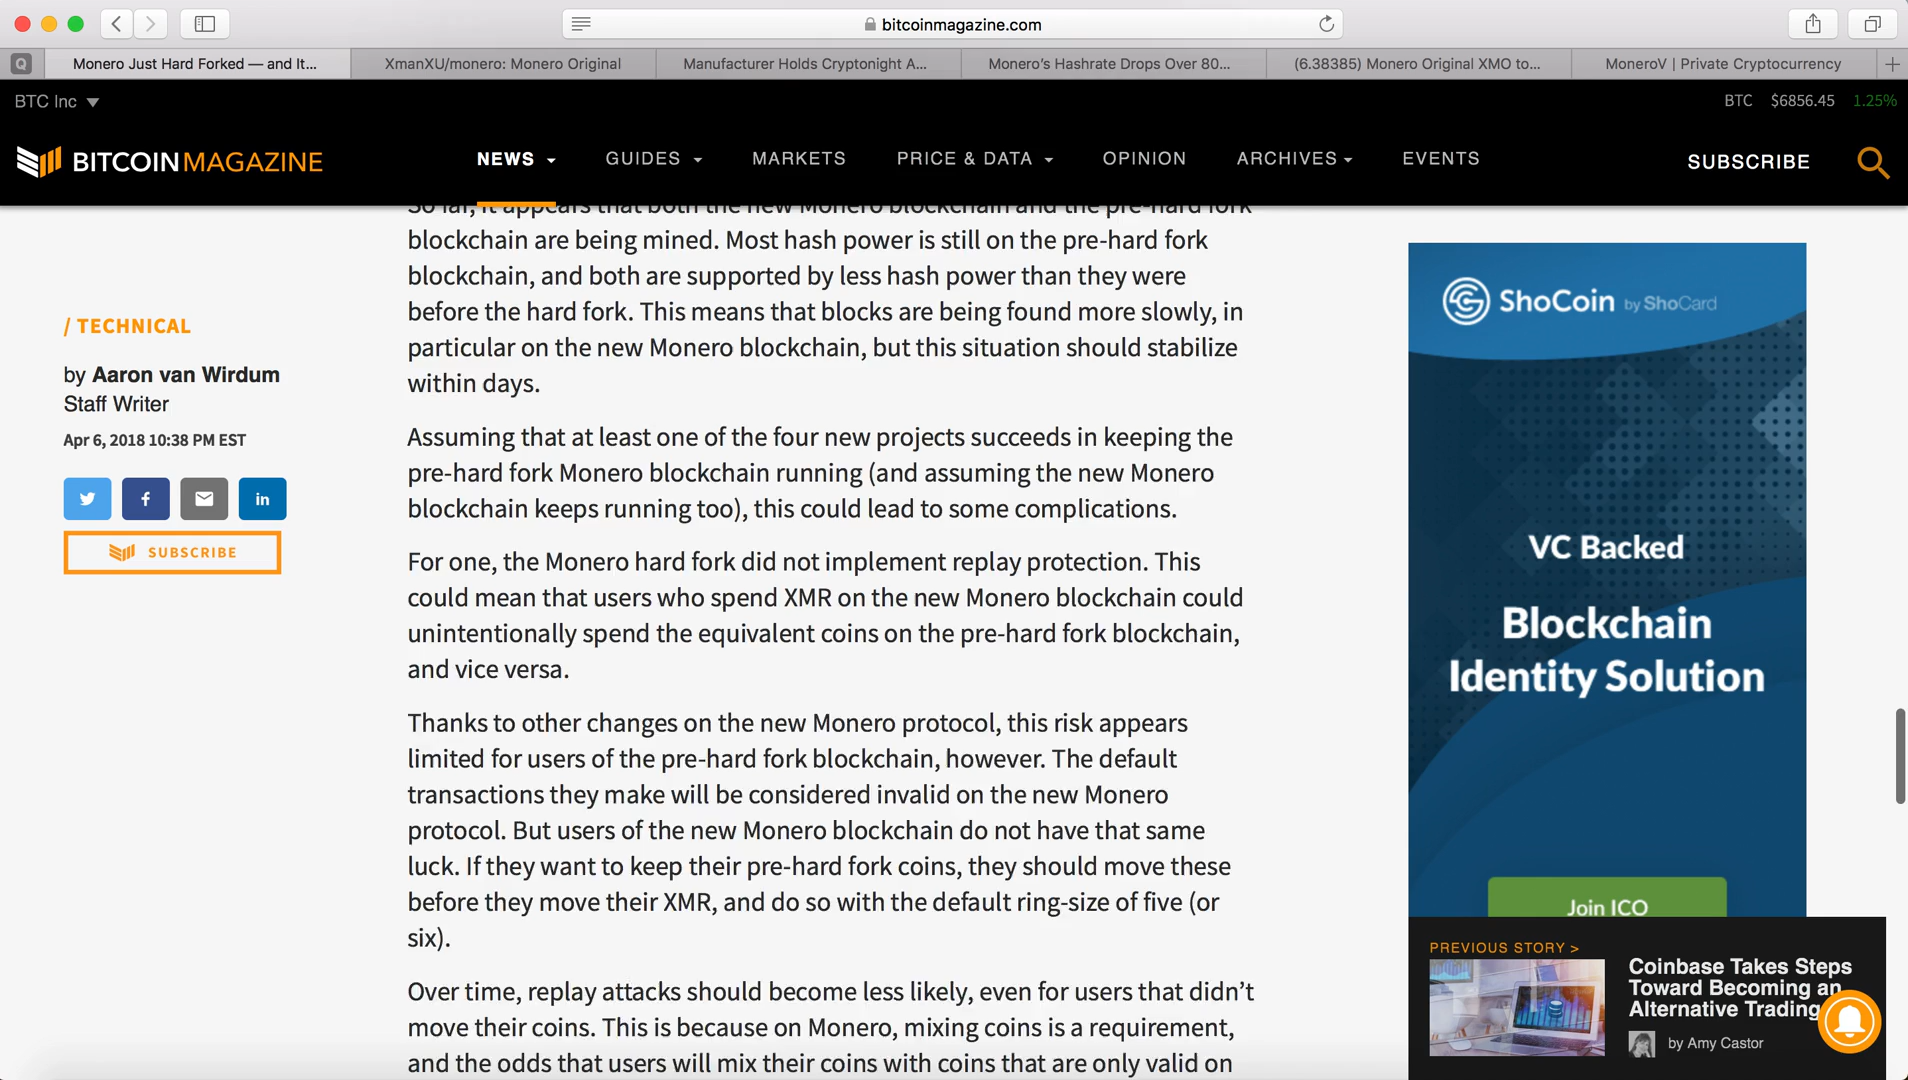 bitcoinmagazine.com
Q
Monero Just Hard Forked — and It...
XmanXU/monero: Monero Original
Manufacturer Holds Cryptonight A...
Monero's Hashrate Drops Over 80...
(6.38385) Monero Original XMO to...
MoneroV | Private Cryptocurrency
BTC Inc
BTC $6856.45 1.25%
BITCOINMAGAZINE
NEWS
GUIDES
MARKETS
PRICE & DATA
OPINION
ARCHIVES
EVENTS
SUBSCRIBE
/ TECHNICAL
by Aaron van Wirdum
Staff Writer
Apr 6, 2018 10:38 PM EST
f
in
SUBSCRIBE
So far, it appears that both the new Monero blockchain and the pre-hard fork
blockchain are being mined. Most hash power is still on the pre-hard fork
blockchain, and both are supported by less hash power than they were
before the hard fork. This means that blocks are being found more slowly, in
particular on the new Monero blockchain, but this situation should stabilize
within days.
Assuming that at least one of the four new projects succeeds in keeping the
pre-hard fork Monero blockchain running (and assuming the new Monero
blockchain keeps running too), this could lead to some complications.
For one, the Monero hard fork did not implement replay protection. This
could mean that users who spend XMR on the new Monero blockchain could
unintentionally spend the equivalent coins on the pre-hard fork blockchain,
and vice versa.
Thanks to other changes on the new Monero protocol, this risk appears
limited for users of the pre-hard fork blockchain, however. The default
transactions they make will be considered invalid on the new Monero
protocol. But users of the new Monero blockchain do not have that same
luck. If they want to keep their pre-hard fork coins, they should move these
before they move their XMR, and do so with the default ring-size of five (or
six).
Over time, replay attacks should become less likely, even for users that didn't
move their coins. This is because on Monero, mixing coins is a requirement,
and the odds that users will mix their coins with coins that are only valid on
ShoCoin by ShoCard
VC Backed
Blockchain
Identity Solution
Join ICO
PREVIOUS STORY >
Coinbase Takes Steps
Toward Becoming an
Alternative Trading
by Amy Castor